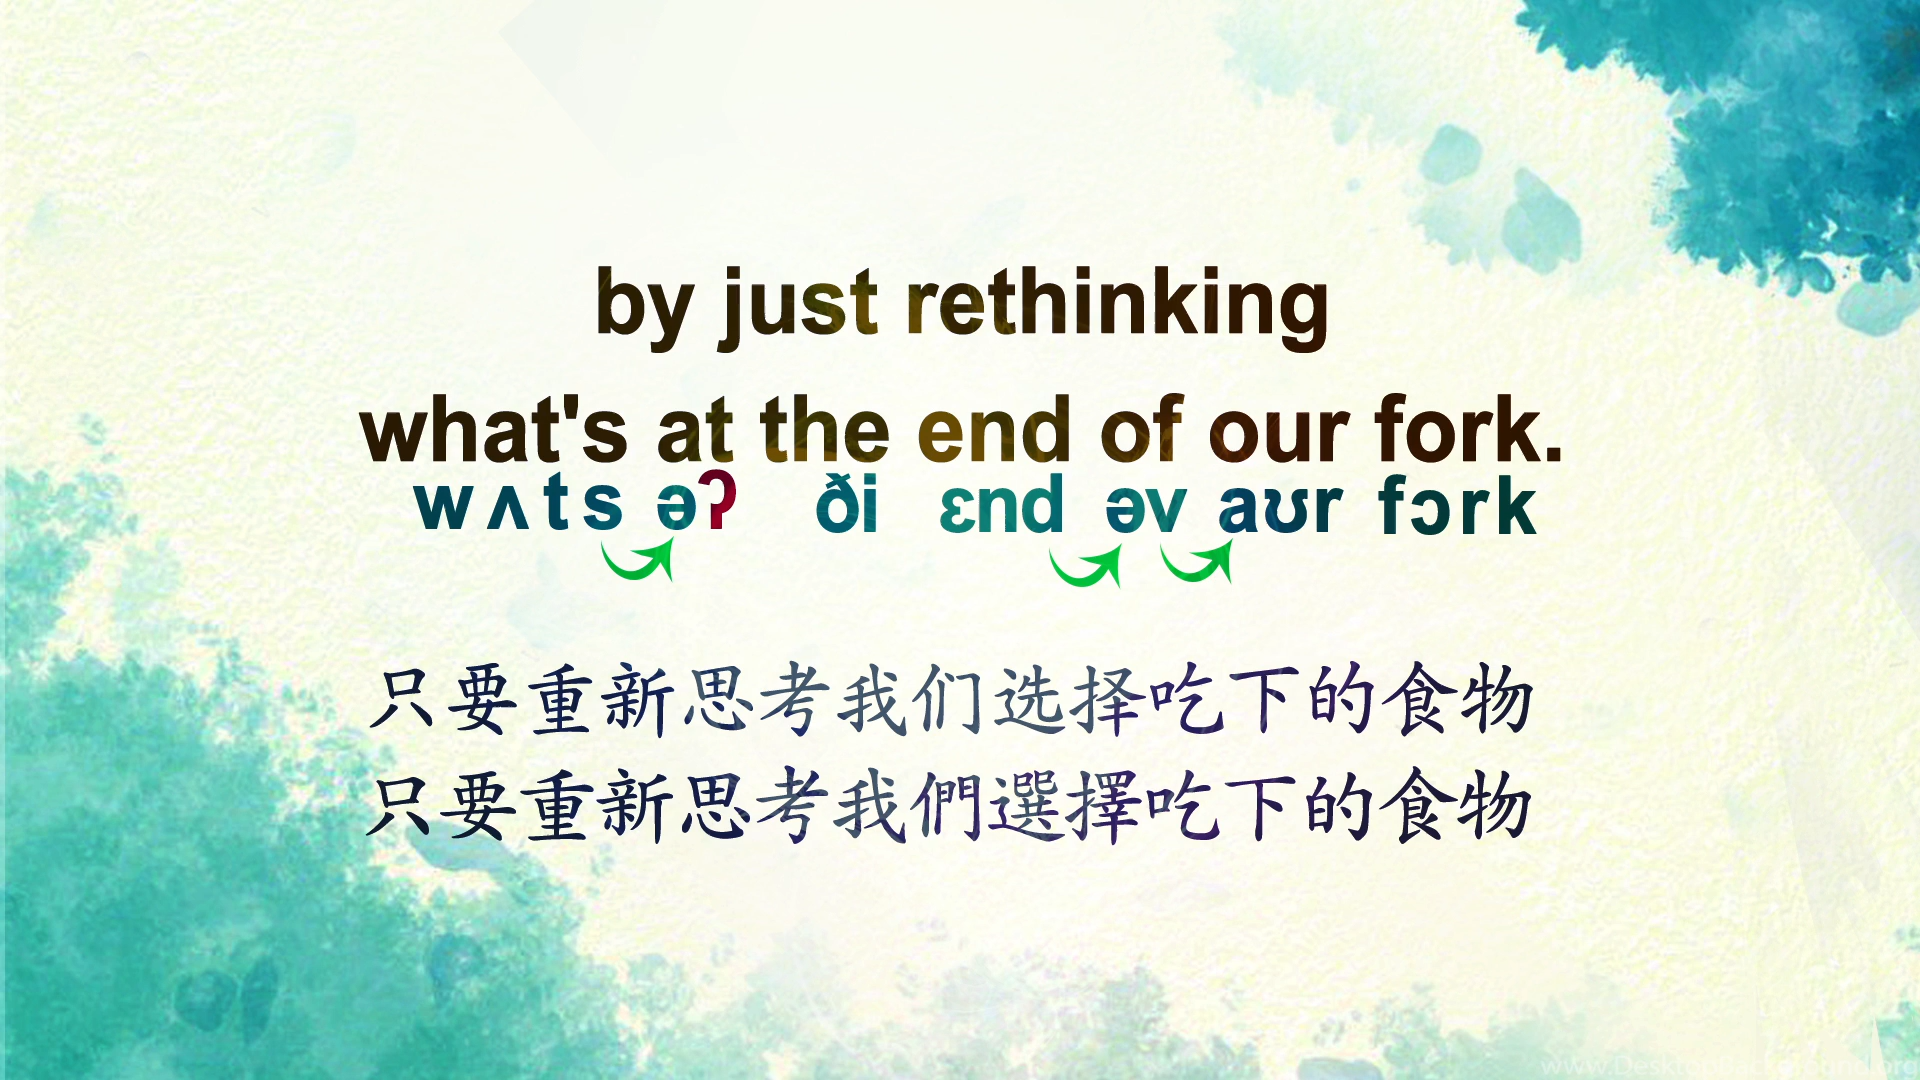 by just rethinking
what's at the end of our fork.
wʌts əʔ ði ɛnd əv aʊr fɔrk
只要重新思考我们选择吃下的食物
只要重新思考我們選擇吃下的食物